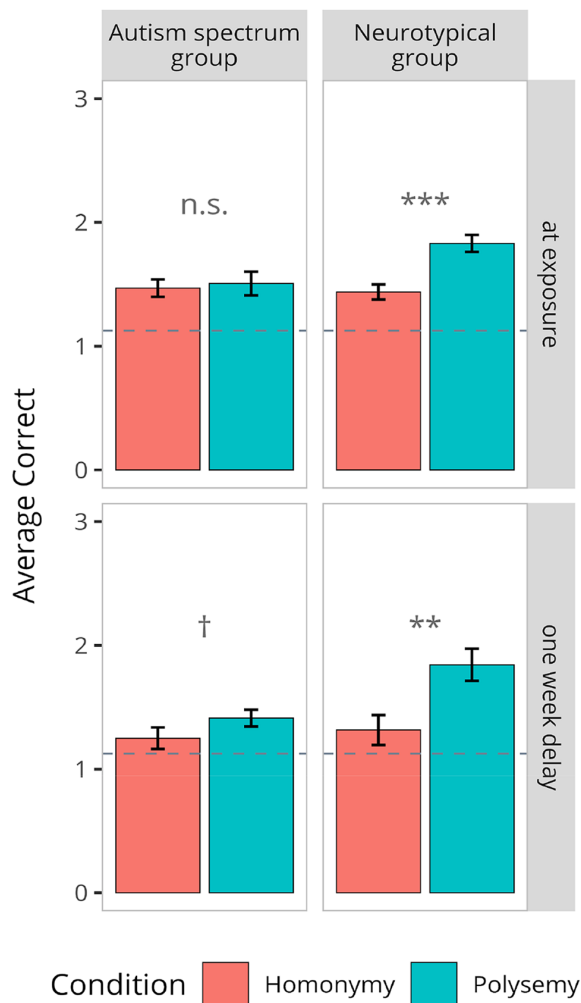 Autism spectrum
group
Neurotypical
group
3
2
1
0
n.s.
***
at exposure
Average Correct
3
2
1
0
†
**
one week delay
Condition
Homonymy
Polysemy